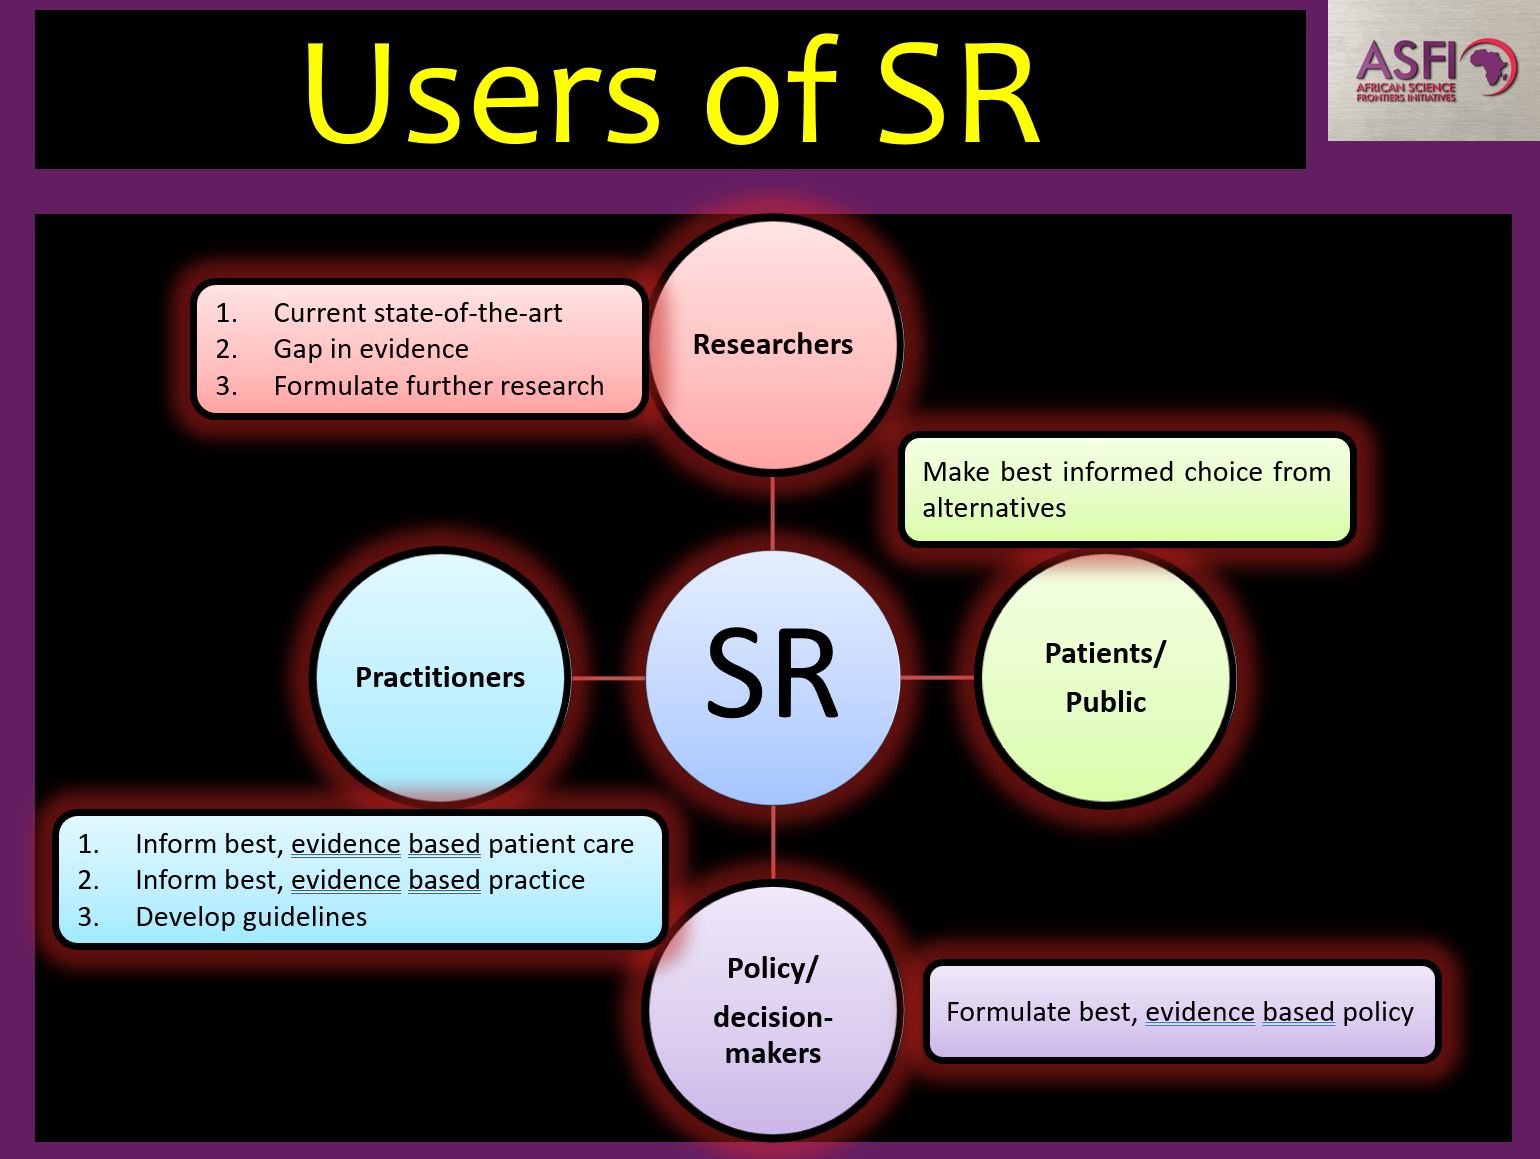 Users of SR
ASFI
AFRICAN SCIENCE
FRONTIERS INITIATIVES
1. Current state-of-the-art
2. Gap in evidence
3. Formulate further research
Researchers
Make best informed choice from
alternatives
Practitioners
SR
Patients/
Public
1. Inform best, evidence based patient care
2. Inform best, evidence based practice
3. Develop guidelines
Policy/
decision-
makers
Formulate best, evidence based policy